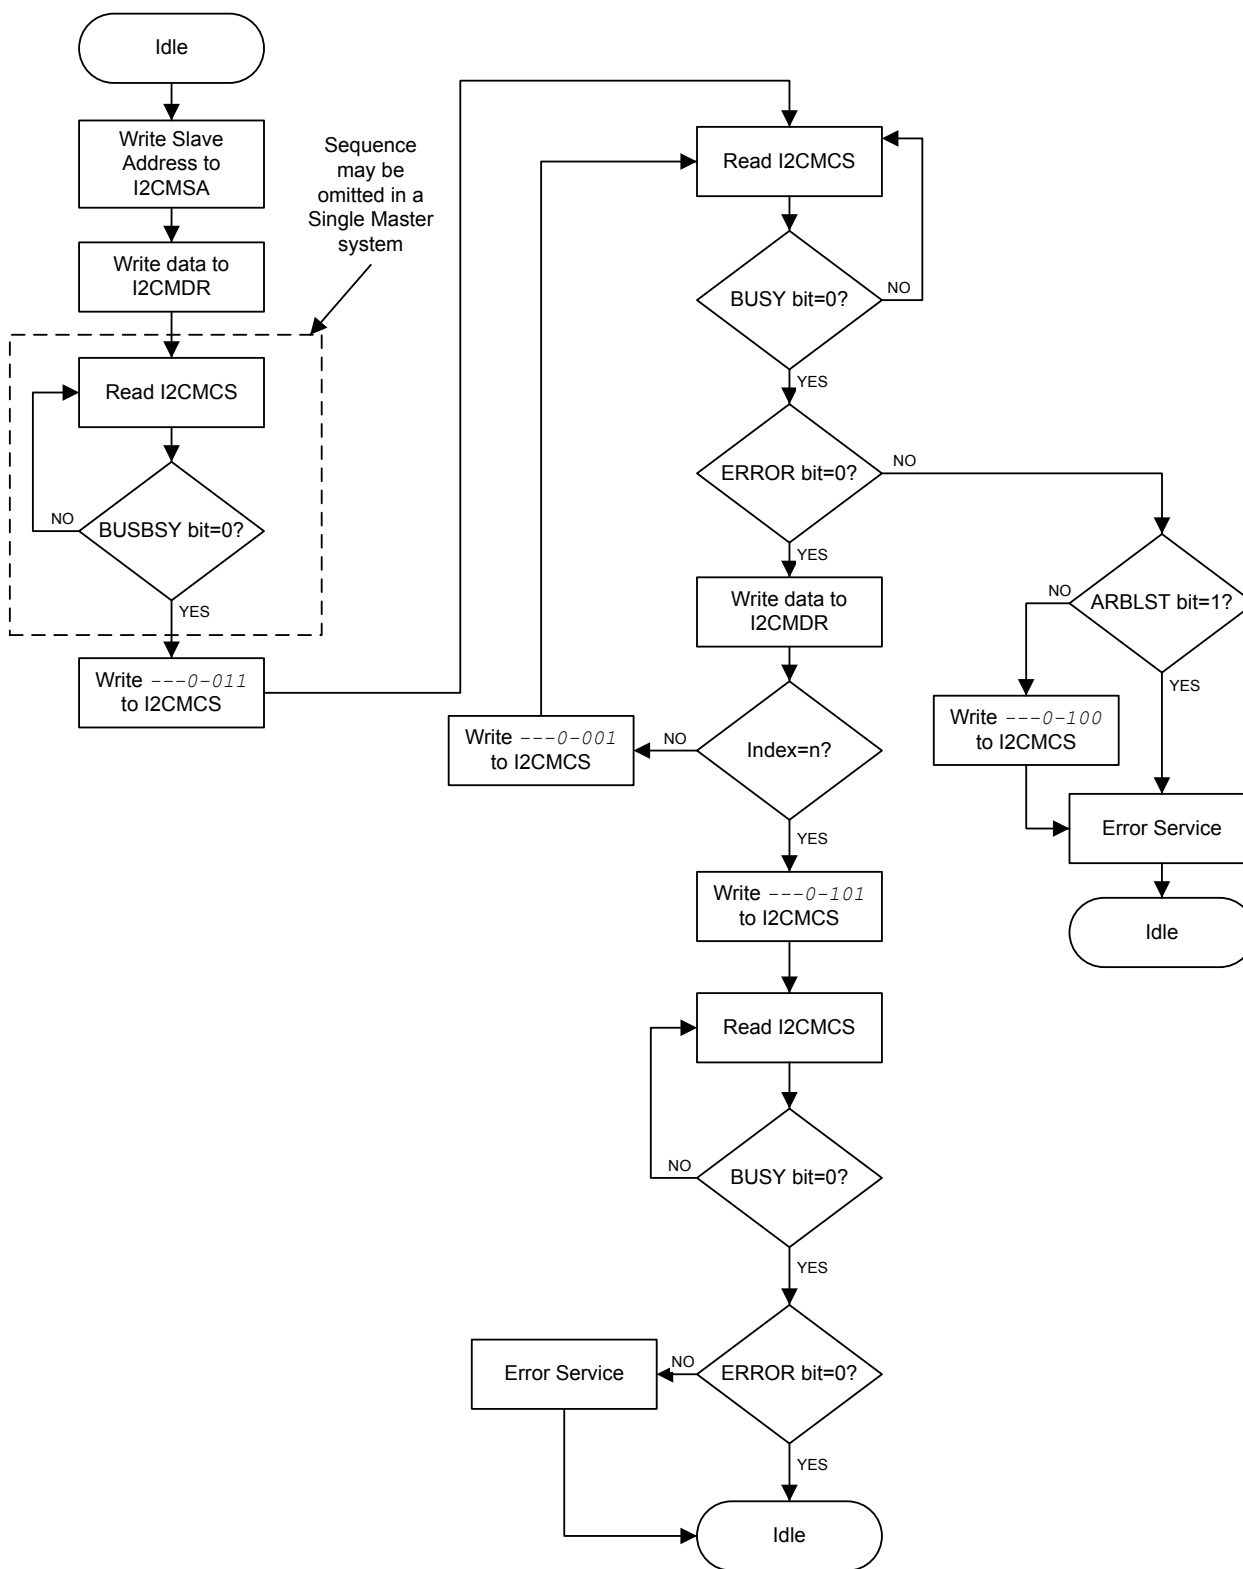 Idle
Write Slave
Address to
I2CMSA
Sequence
may be
omitted in a
Single Master
system
Write data to
I2CMDR
Read I2CMCS
NO
BUSBSY bit=0?
YES
Write ---0-011
to I2CMCS
Read I2CMCS
BUSY bit=0?
NO
YES
ERROR bit=0?
NO
YES
Write data to
I2CMDR
NO
ARBLST bit=1?
YES
Write ---0-100
to I2CMCS
Write ---0-001
to I2CMCS
NO
Index=n?
YES
Error Service
Idle
Write ---0-101
to I2CMCS
Read I2CMCS
NO
BUSY bit=0?
YES
Error Service
NO
ERROR bit=0?
YES
Idle